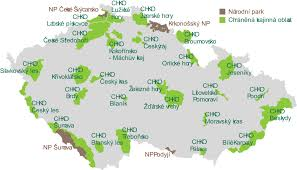 Národní park
Chráněná krajinná oblast
NP České Švýcarsko
CHKO
Lužické
hory
CHKO
Jizerské hory
Krkonošský NP
CHKO
Labské pískovce
CHKO
České Středohoří
CHKO
Kokořínsko
- Máchův kraj
CHKO
Český ráj
CHKO
Broumovsko
CHKO
Orlické hory
CHKO
Slavkovský les
CHKO
Křivoklátsko
CHKO
Český kras
CHKO
Železné hory
CHKO
Jeseníky
CHKO
Český les
CHKO
Brdy
CHKO
Blaník
CHKO
Žďárské vrchy
CHKO
Litovelské
Pomoraví
CHKO
Poodří
CHKO
Beskydy
CHKO
Šumava
NP Šumava
CHKO
Blanský les
CHKO
Třeboňsko
CHKO
Moravský kras
CHKO
Pálava
CHKO
Bílé Karpaty
NP Podyjí